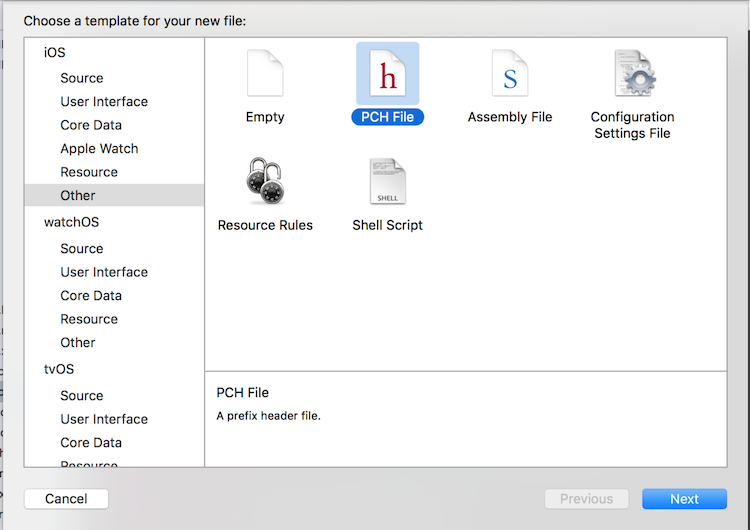 Choose a template for your new file:
iOS
Source
User Interface
Core Data
Apple Watch
Resource
Other
watchOS
Source
User Interface
Core Data
Resource
Other
tvOS
Source
User Interface
Core Data
Resource
h
S
Empty
PCH File
Assembly File
Configuration
Settings File
SHELL
Resource Rules
Shell Script
PCH File
A prefix header file.
Cancel
Previous
Next